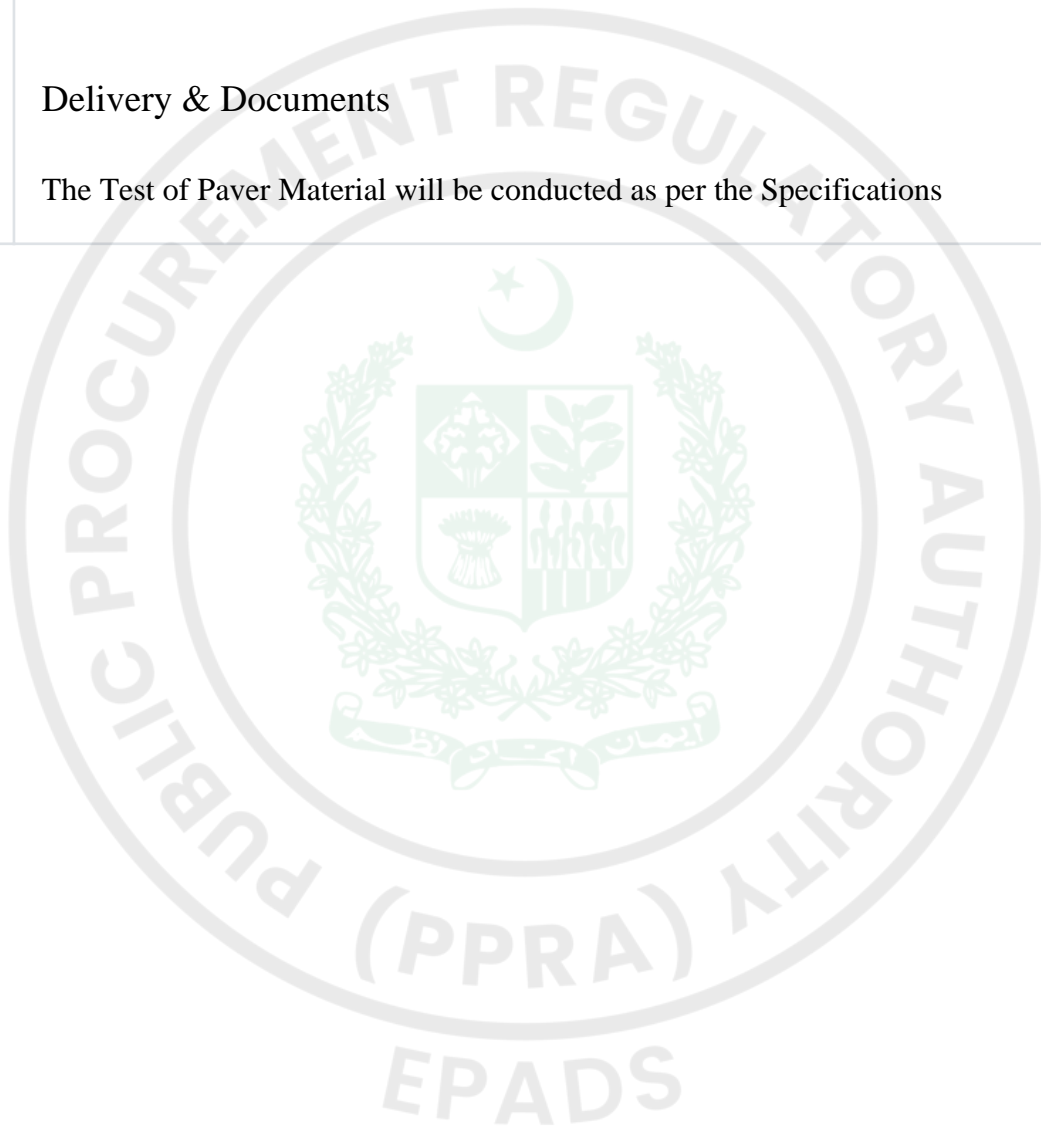 Delivery & Documents
The Test of Paver Material will be conducted as per the Specifications
PUBLIC PROCUREMENT REGULATORY AUTHORITY
(PPRA)
EPADS